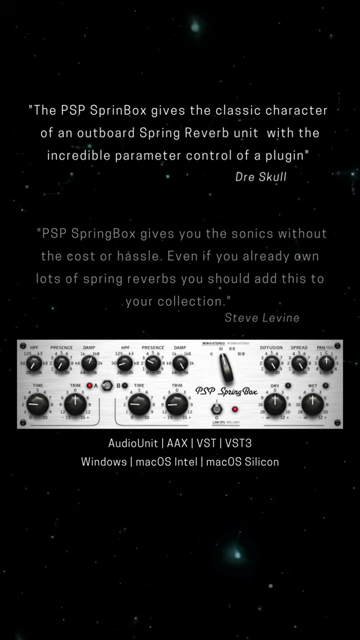 "The PSP SprinBox gives the classic character
of an outboard Spring Reverb unit with the
incredible parameter control of a plugin"
Dre Skull
"PSP SpringBox gives you the sonics without
the cost or hassle. Even if you already own
lots of spring reverbs you should add this to
your collection."
Steve Levine
HPF PRESENCE DAMP DIFFUSION SPREAD
TIME TRIM A B TIME TRIM DRY WET
PSP SpringBox
AudioUnit | AAX | VST | VST3
Windows | macOS Intel | macOS Silicon